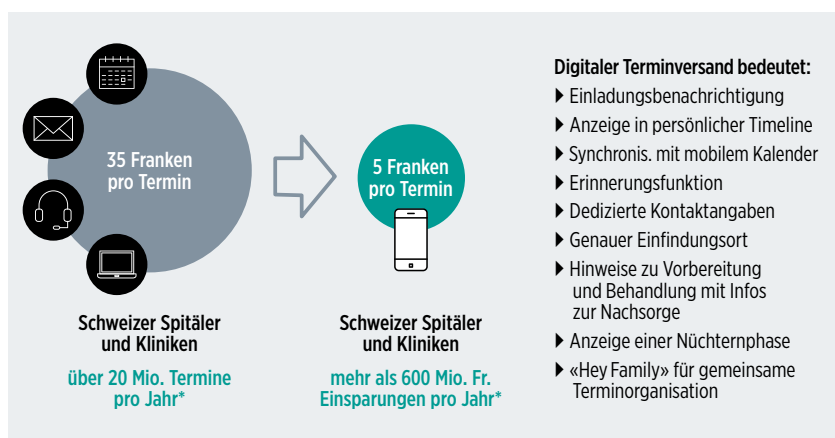 35 Franken
pro Termin
Schweizer Spitäler
und Kliniken
über 20 Mio. Termine
pro Jahr*
5 Franken
pro Termin
Schweizer Spitäler
und Kliniken
mehr als 600 Mio. Fr.
Einsparungen pro Jahr*
Digitaler Terminversand bedeutet:
Einladungsbenachrichtigung
Anzeige in persönlicher Timeline
Synchronis. mit mobilem Kalender
Erinnerungsfunktion
Dedizierte Kontaktangaben
Genauer Einfindungsort
Hinweise zu Vorbereitung
und Behandlung mit Infos
zur Nachsorge
Anzeige einer Nüchternphase
«Hey Family» für gemeinsame
Terminorganisation